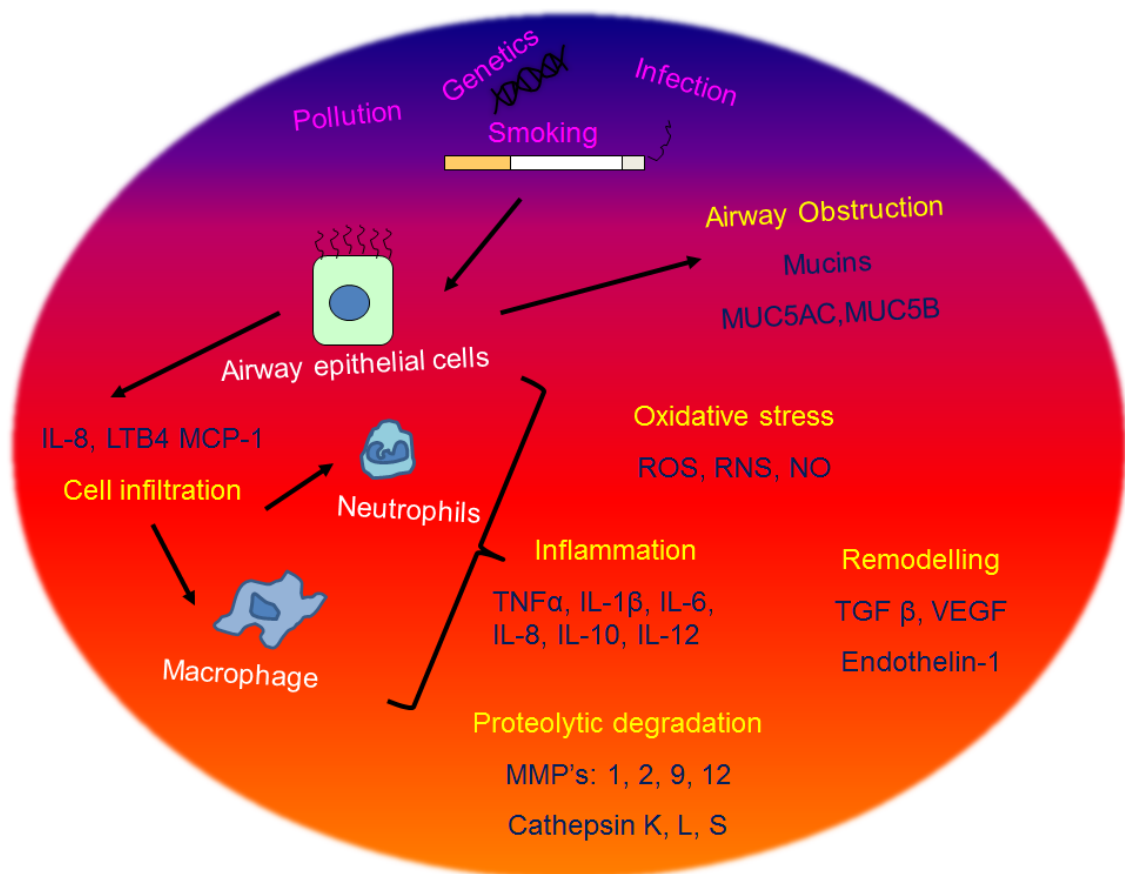 Genetics
Infection
Pollution
Smoking
Airway Obstruction
Mucins
MUC5AC,MUC5B
Airway epithelial cells
IL-8, LTB4 MCP-1
Cell infiltration
Neutrophils
Macrophage
Oxidative stress
ROS, RNS, NO
Inflammation
TNFα, IL-1β, IL-6,
IL-8, IL-10, IL-12
Remodelling
TGF β, VEGF
Endothelin-1
Proteolytic degradation
MMP's: 1, 2, 9, 12
Cathepsin K, L, S